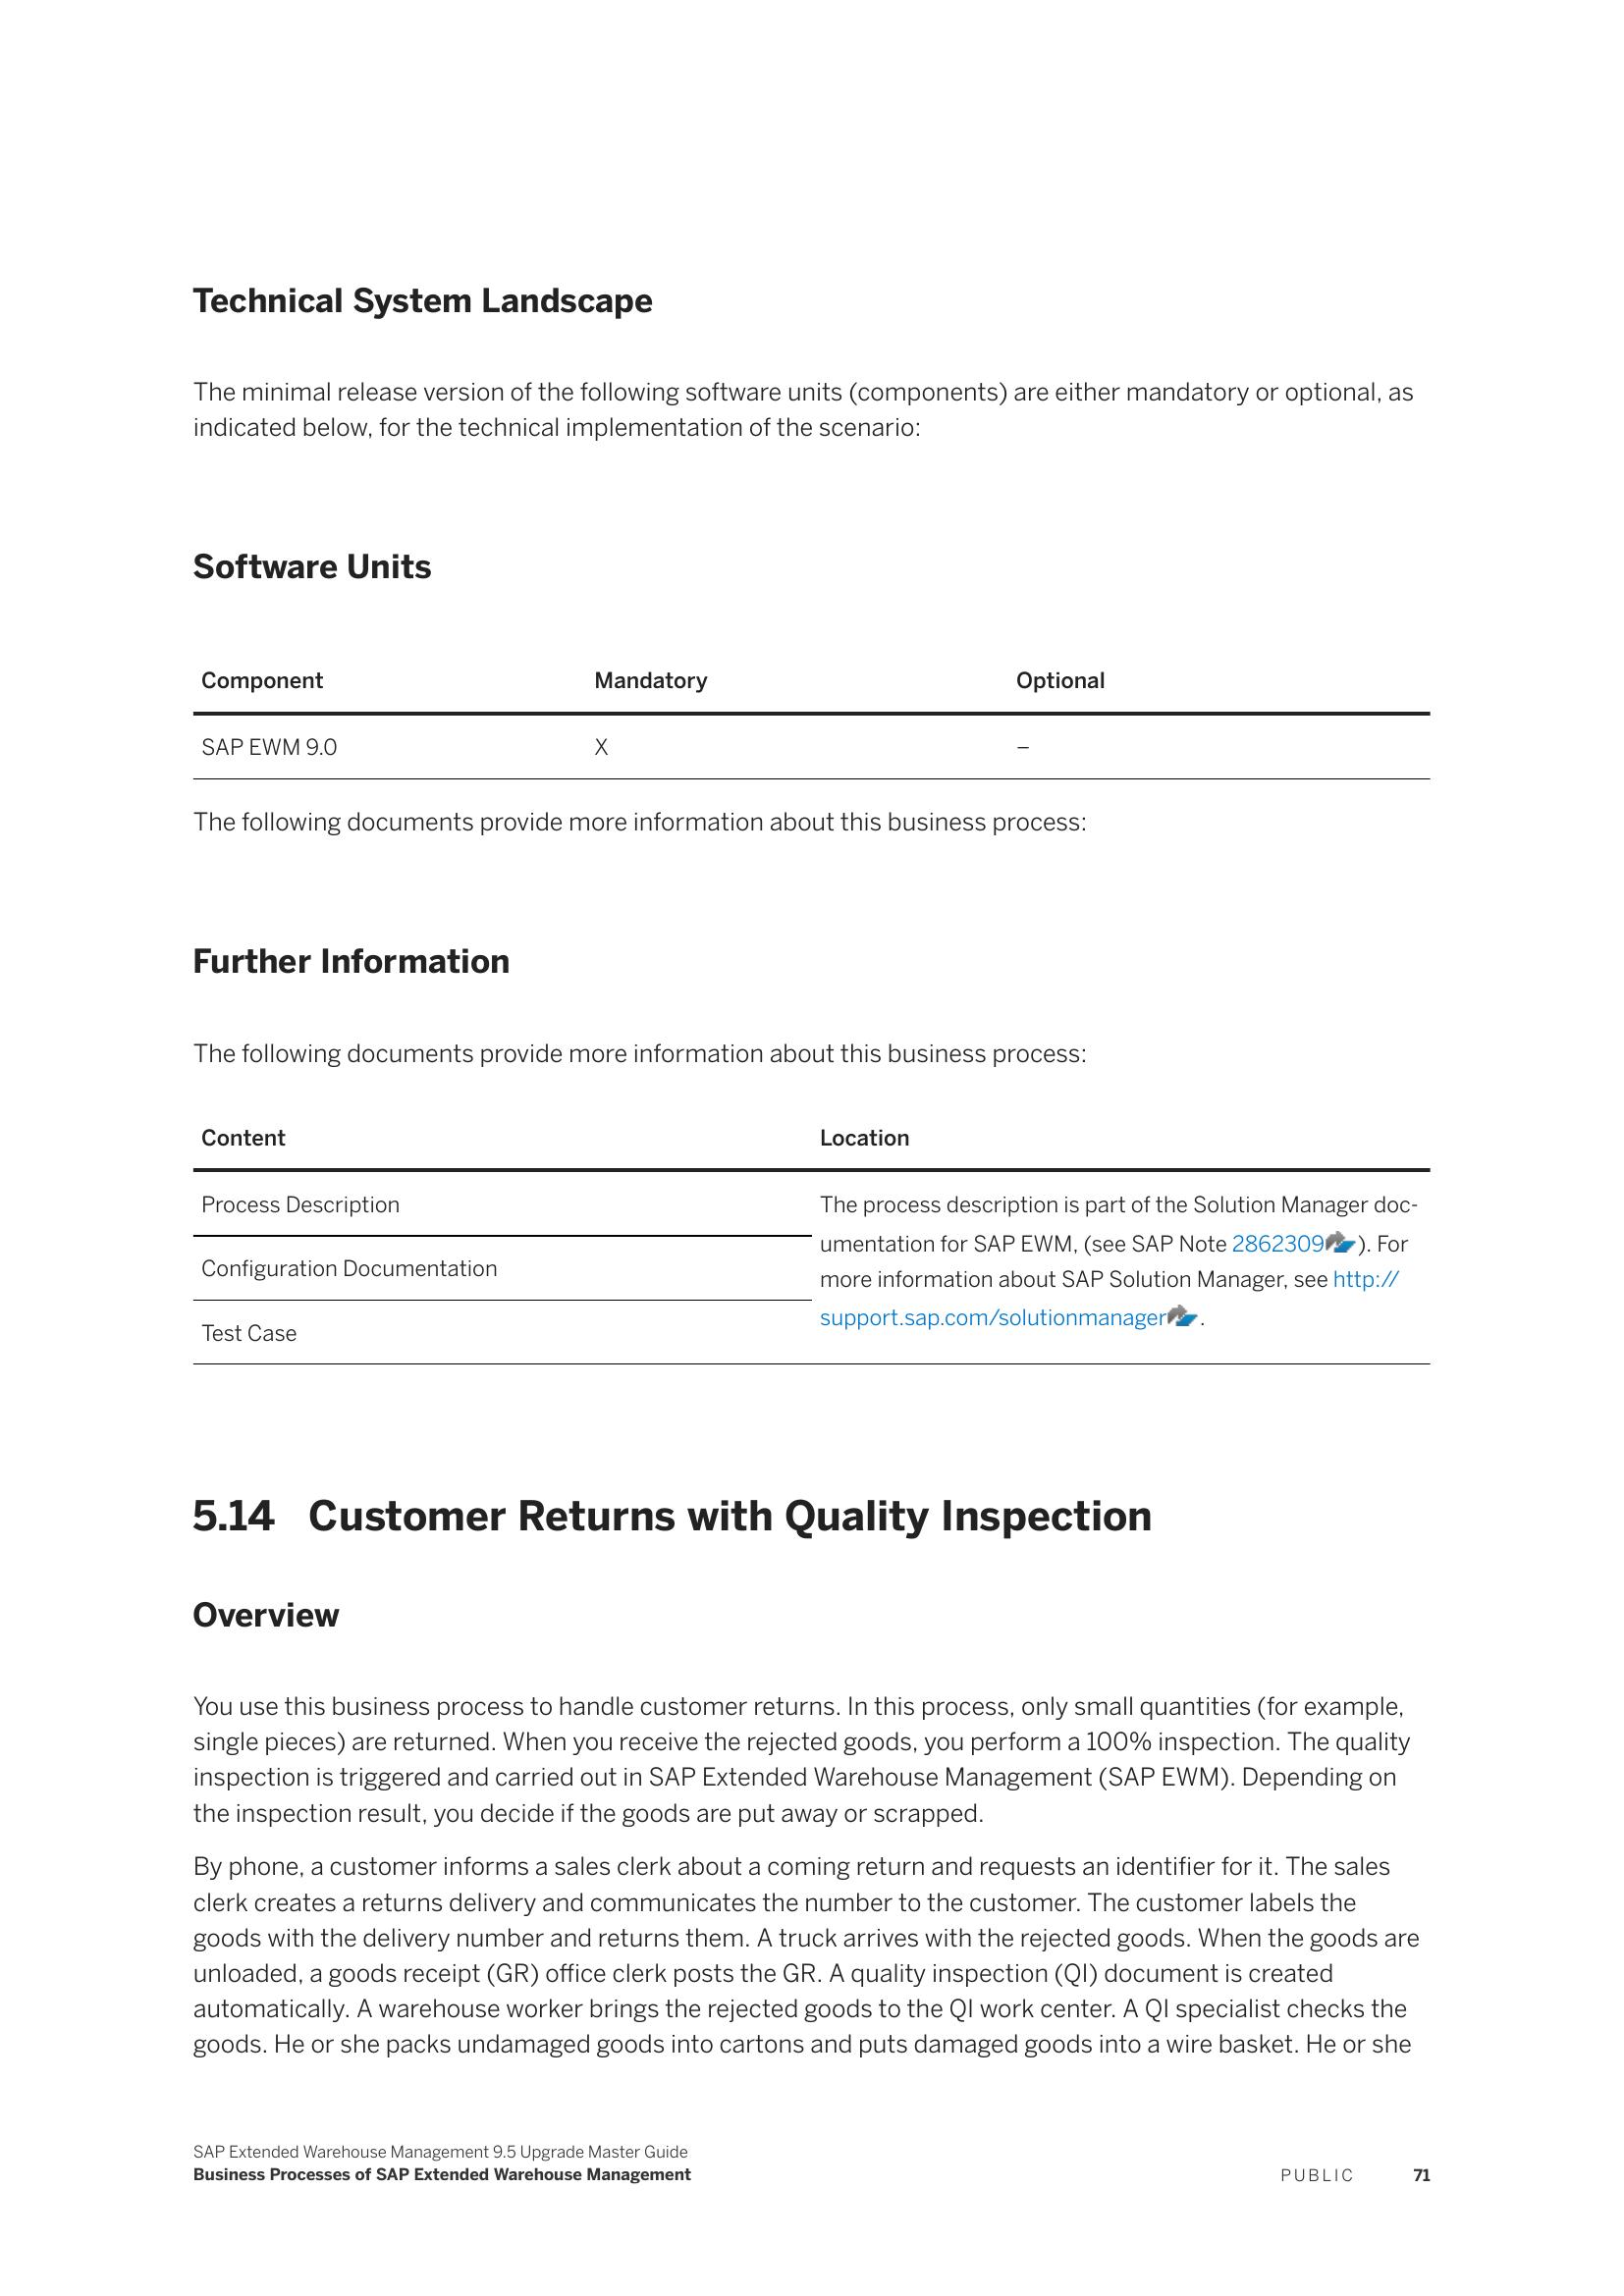 Technical System Landscape
The minimal release version of the following software units (components) are either mandatory or optional, as
indicated below, for the technical implementation of the scenario:
Software Units
Component Mandatory Optional
SAP EWM 9.0 X –
The following documents provide more information about this business process:
Further Information
The following documents provide more information about this business process:
Content Location
Process Description
Configuration Documentation
Test Case
The process description is part of the Solution Manager doc-
umentation for SAP EWM, (see SAP Note 2862309). For
more information about SAP Solution Manager, see http://
support.sap.com/solutionmanager.
5.14 Customer Returns with Quality Inspection
Overview
You use this business process to handle customer returns. In this process, only small quantities (for example,
single pieces) are returned. When you receive the rejected goods, you perform a 100% inspection. The quality
inspection is triggered and carried out in SAP Extended Warehouse Management (SAP EWM). Depending on
the inspection result, you decide if the goods are put away or scrapped.
By phone, a customer informs a sales clerk about a coming return and requests an identifier for it. The sales
clerk creates a returns delivery and communicates the number to the customer. The customer labels the
goods with the delivery number and returns them. A truck arrives with the rejected goods. When the goods are
unloaded, a goods receipt (GR) office clerk posts the GR. A quality inspection (QI) document is created
automatically. A warehouse worker brings the rejected goods to the QI work center. A QI specialist checks the
goods. He or she packs undamaged goods into cartons and puts damaged goods into a wire basket. He or she
SAP Extended Warehouse Management 9.5 Upgrade Master Guide
Business Processes of SAP Extended Warehouse Management PUBLIC 71